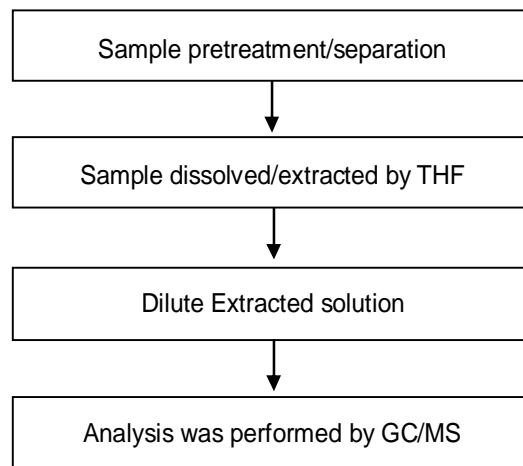 Sample pretreatment/separation
Sample dissolved/extracted by THF
Dilute Extracted solution
Analysis was performed by GC/MS